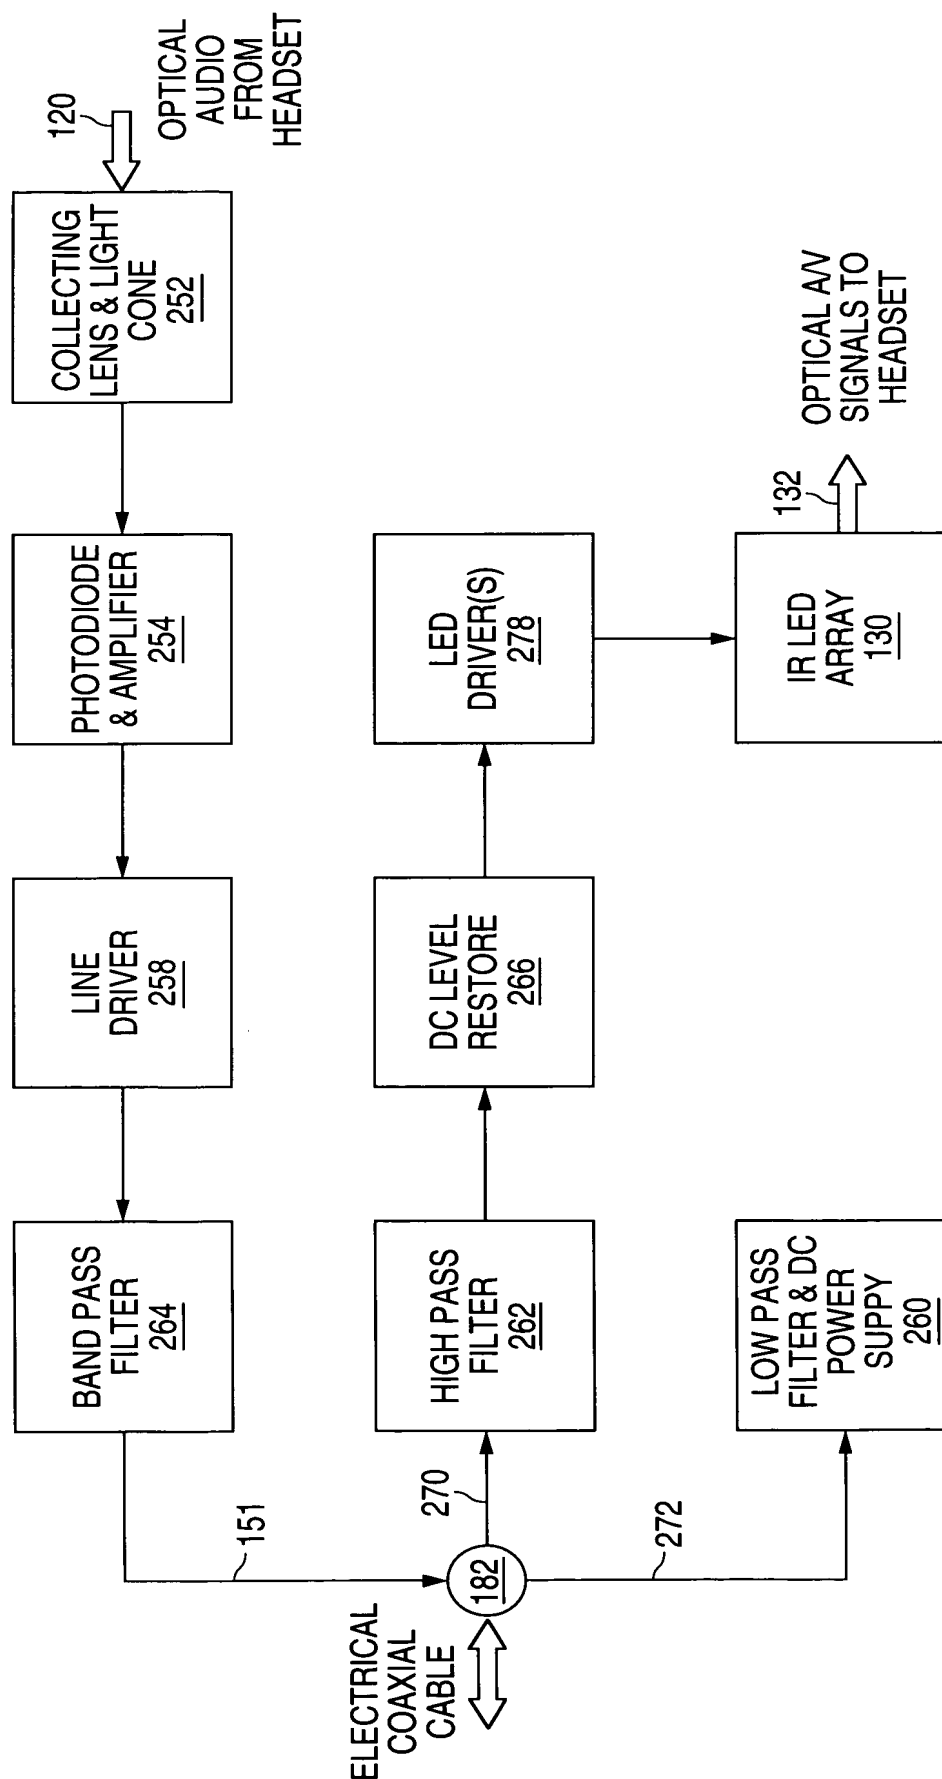 120
OPTICAL
AUDIO
FROM
HEADSET
COLLECTING
LENS & LIGHT
CONE
252
PHOTODIODE
& AMPLIFIER
254
LINE
DRIVER
258
BAND PASS
FILTER
264
151
ELECTRICAL
COAXIAL
CABLE
182
270
272
HIGH PASS
FILTER
262
DC LEVEL
RESTORE
266
LED
DRIVER(S)
278
LOW PASS
FILTER & DC
POWER
SUPPY
260
IR LED
ARRAY
130
132
OPTICAL A/V
SIGNALS TO
HEADSET